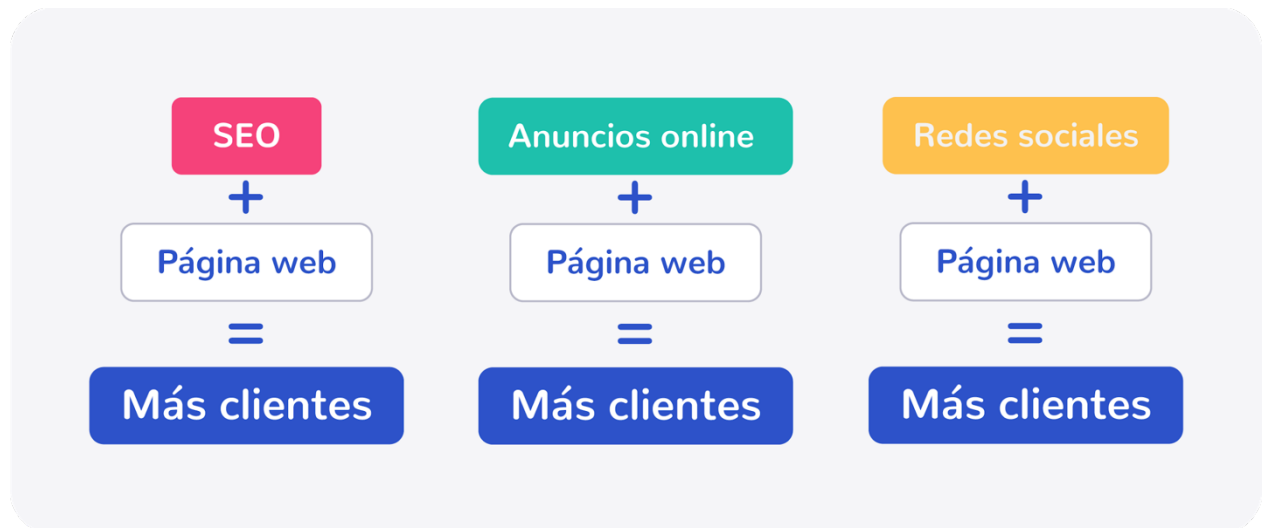 SEO
+
Página web
=
Más clientes
Anuncios online
+
Página web
=
Más clientes
Redes sociales
+
Página web
=
Más clientes